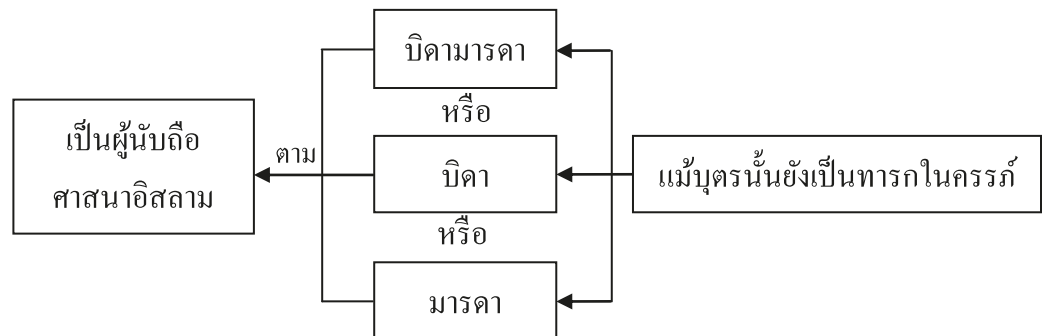 บิดามารดา
หรือ
เป็นผู้นับถือ
ศาสนาอิสลาม
ตาม
บิดา
แม้บุตรนั้นยังเป็นทารกในครรภ์
หรือ
มารดา